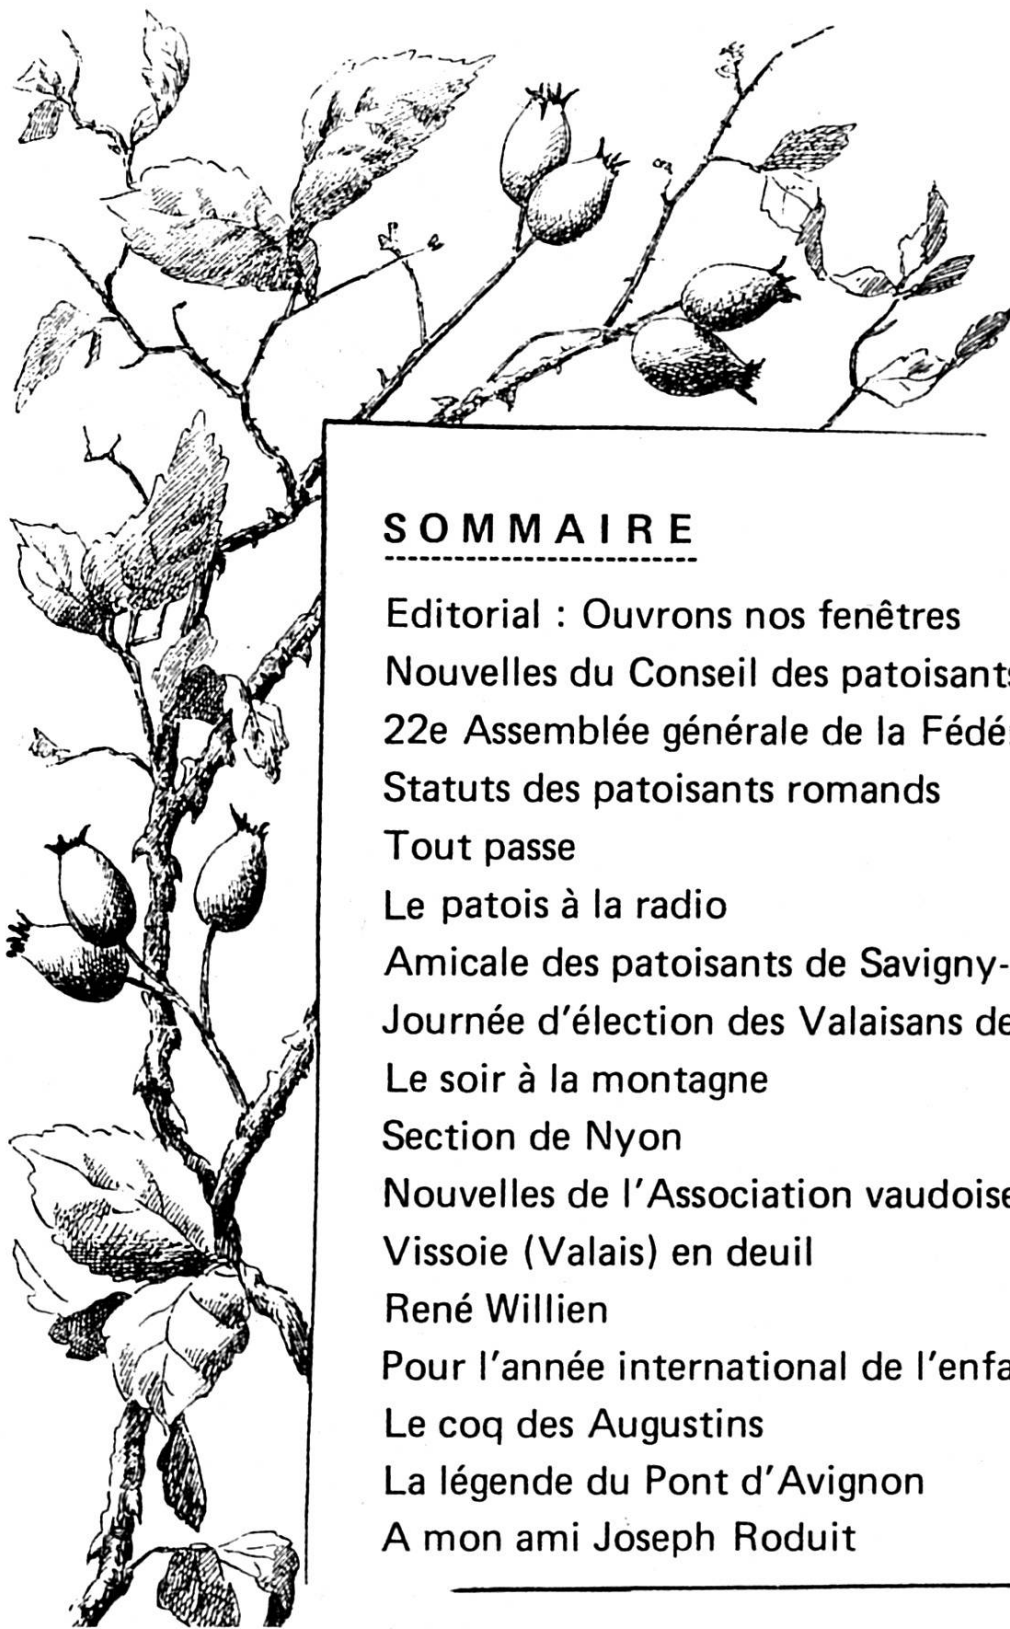 SOMMAIRE
Editorial : Ouvrons nos fenêtres
Nouvelles du Conseil des patoisants
22e Assemblée générale de la Fédé
Statuts des patoisants romands
Tout passe
Le patois à la radio
Amicale des patoisants de Savigny-
Journée d'élection des Valaisans de
Le soir à la montagne
Section de Nyon
Nouvelles de l'Association vaudoise
Vissoie (Valais) en deuil
René Willien
Pour l'année international de l'enfa
Le coq des Augustins
La légende du Pont d'Avignon
A mon ami Joseph Roduit